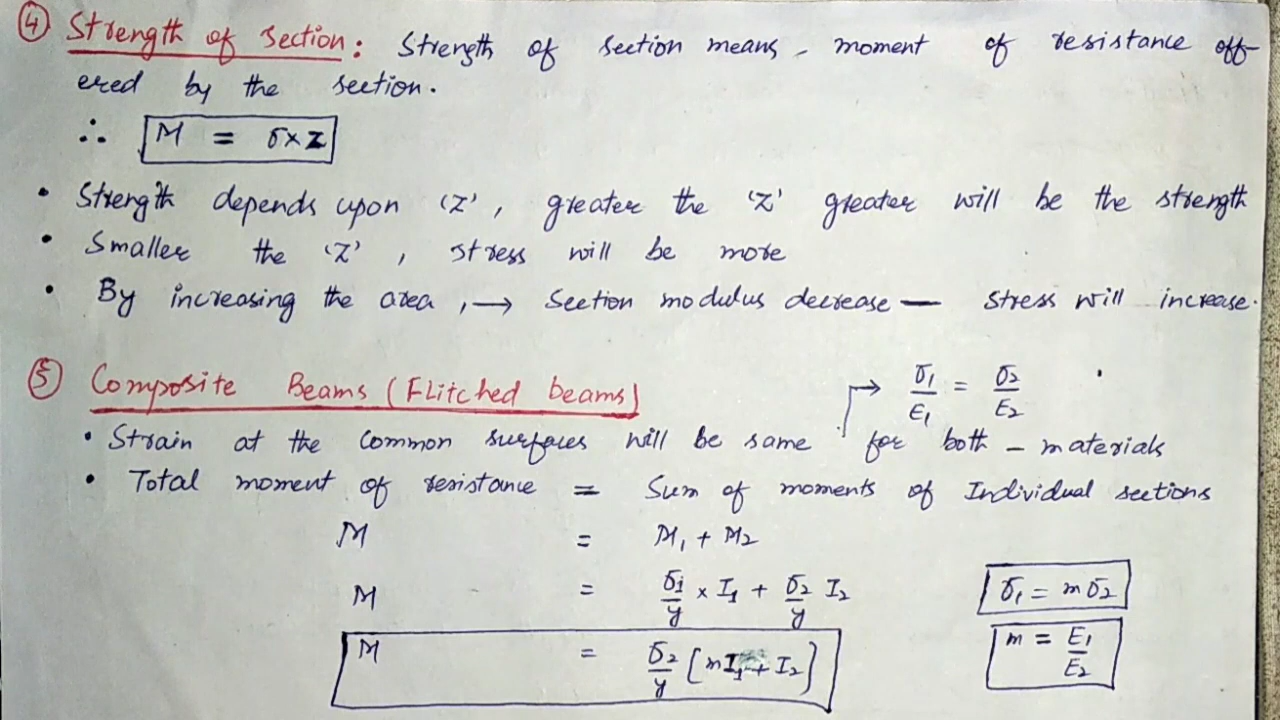 ④ Strength of section : Strength of section means - moment of resistance off-
ered by the section.
∴ M = σ × Z
• Strength depends upon 'Z', greater the 'Z' greater will be the strength
• Smaller the 'Z', stress will be more
• By increasing the area, → Section modulus decrease — stress will increase.
⑤ Composite Beams (Flitched beams)
→ σ1/E1 = σ2/E2
• Strain at the common surfaces will be same for both - materials
• Total moment of resistance = Sum of moments of Individual sections
M = M1 + M2
M = σ1/y × I1 + σ2/y I2
σ1 = m σ2
M = σ2/y [mI1 + I2]
m = E1/E2